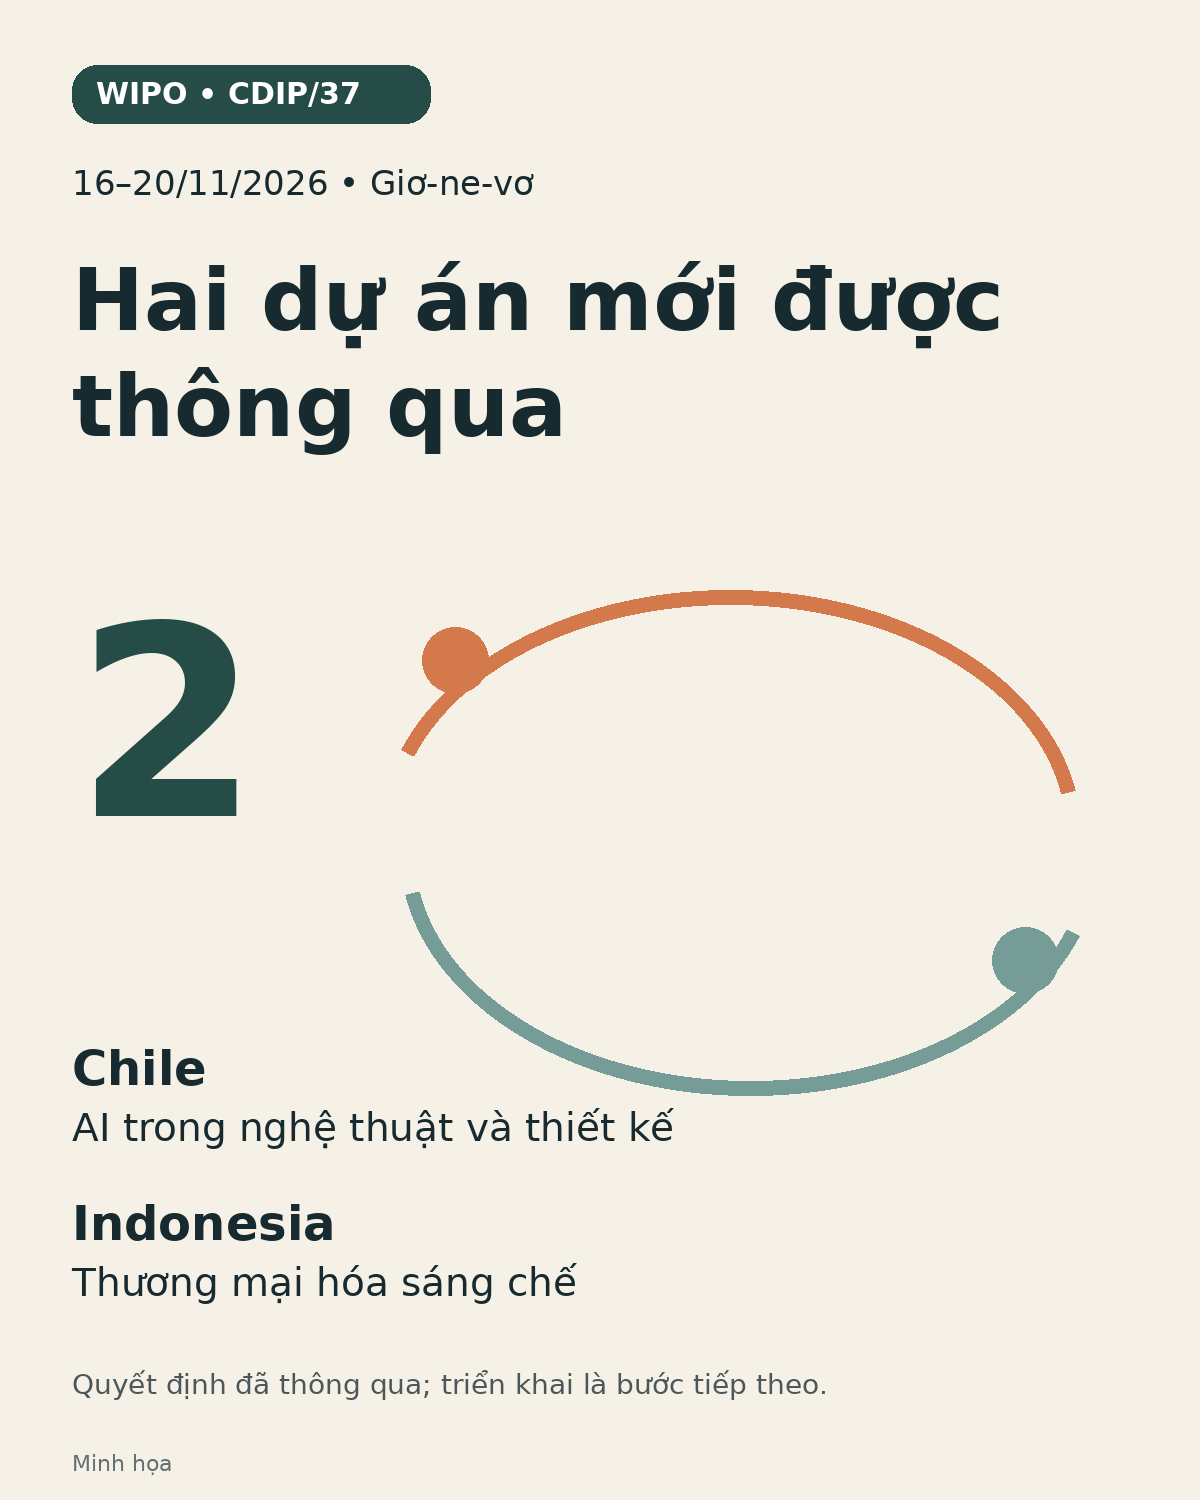 WIPO • CDIP/37
16–20/11/2026 • Giơ-ne-vơ
Hai dự án mới được
thông qua
2
Chile
AI trong nghệ thuật và thiết kế
Indonesia
Thương mại hóa sáng chế
Quyết định đã thông qua; triển khai là bước tiếp theo.
Minh họa